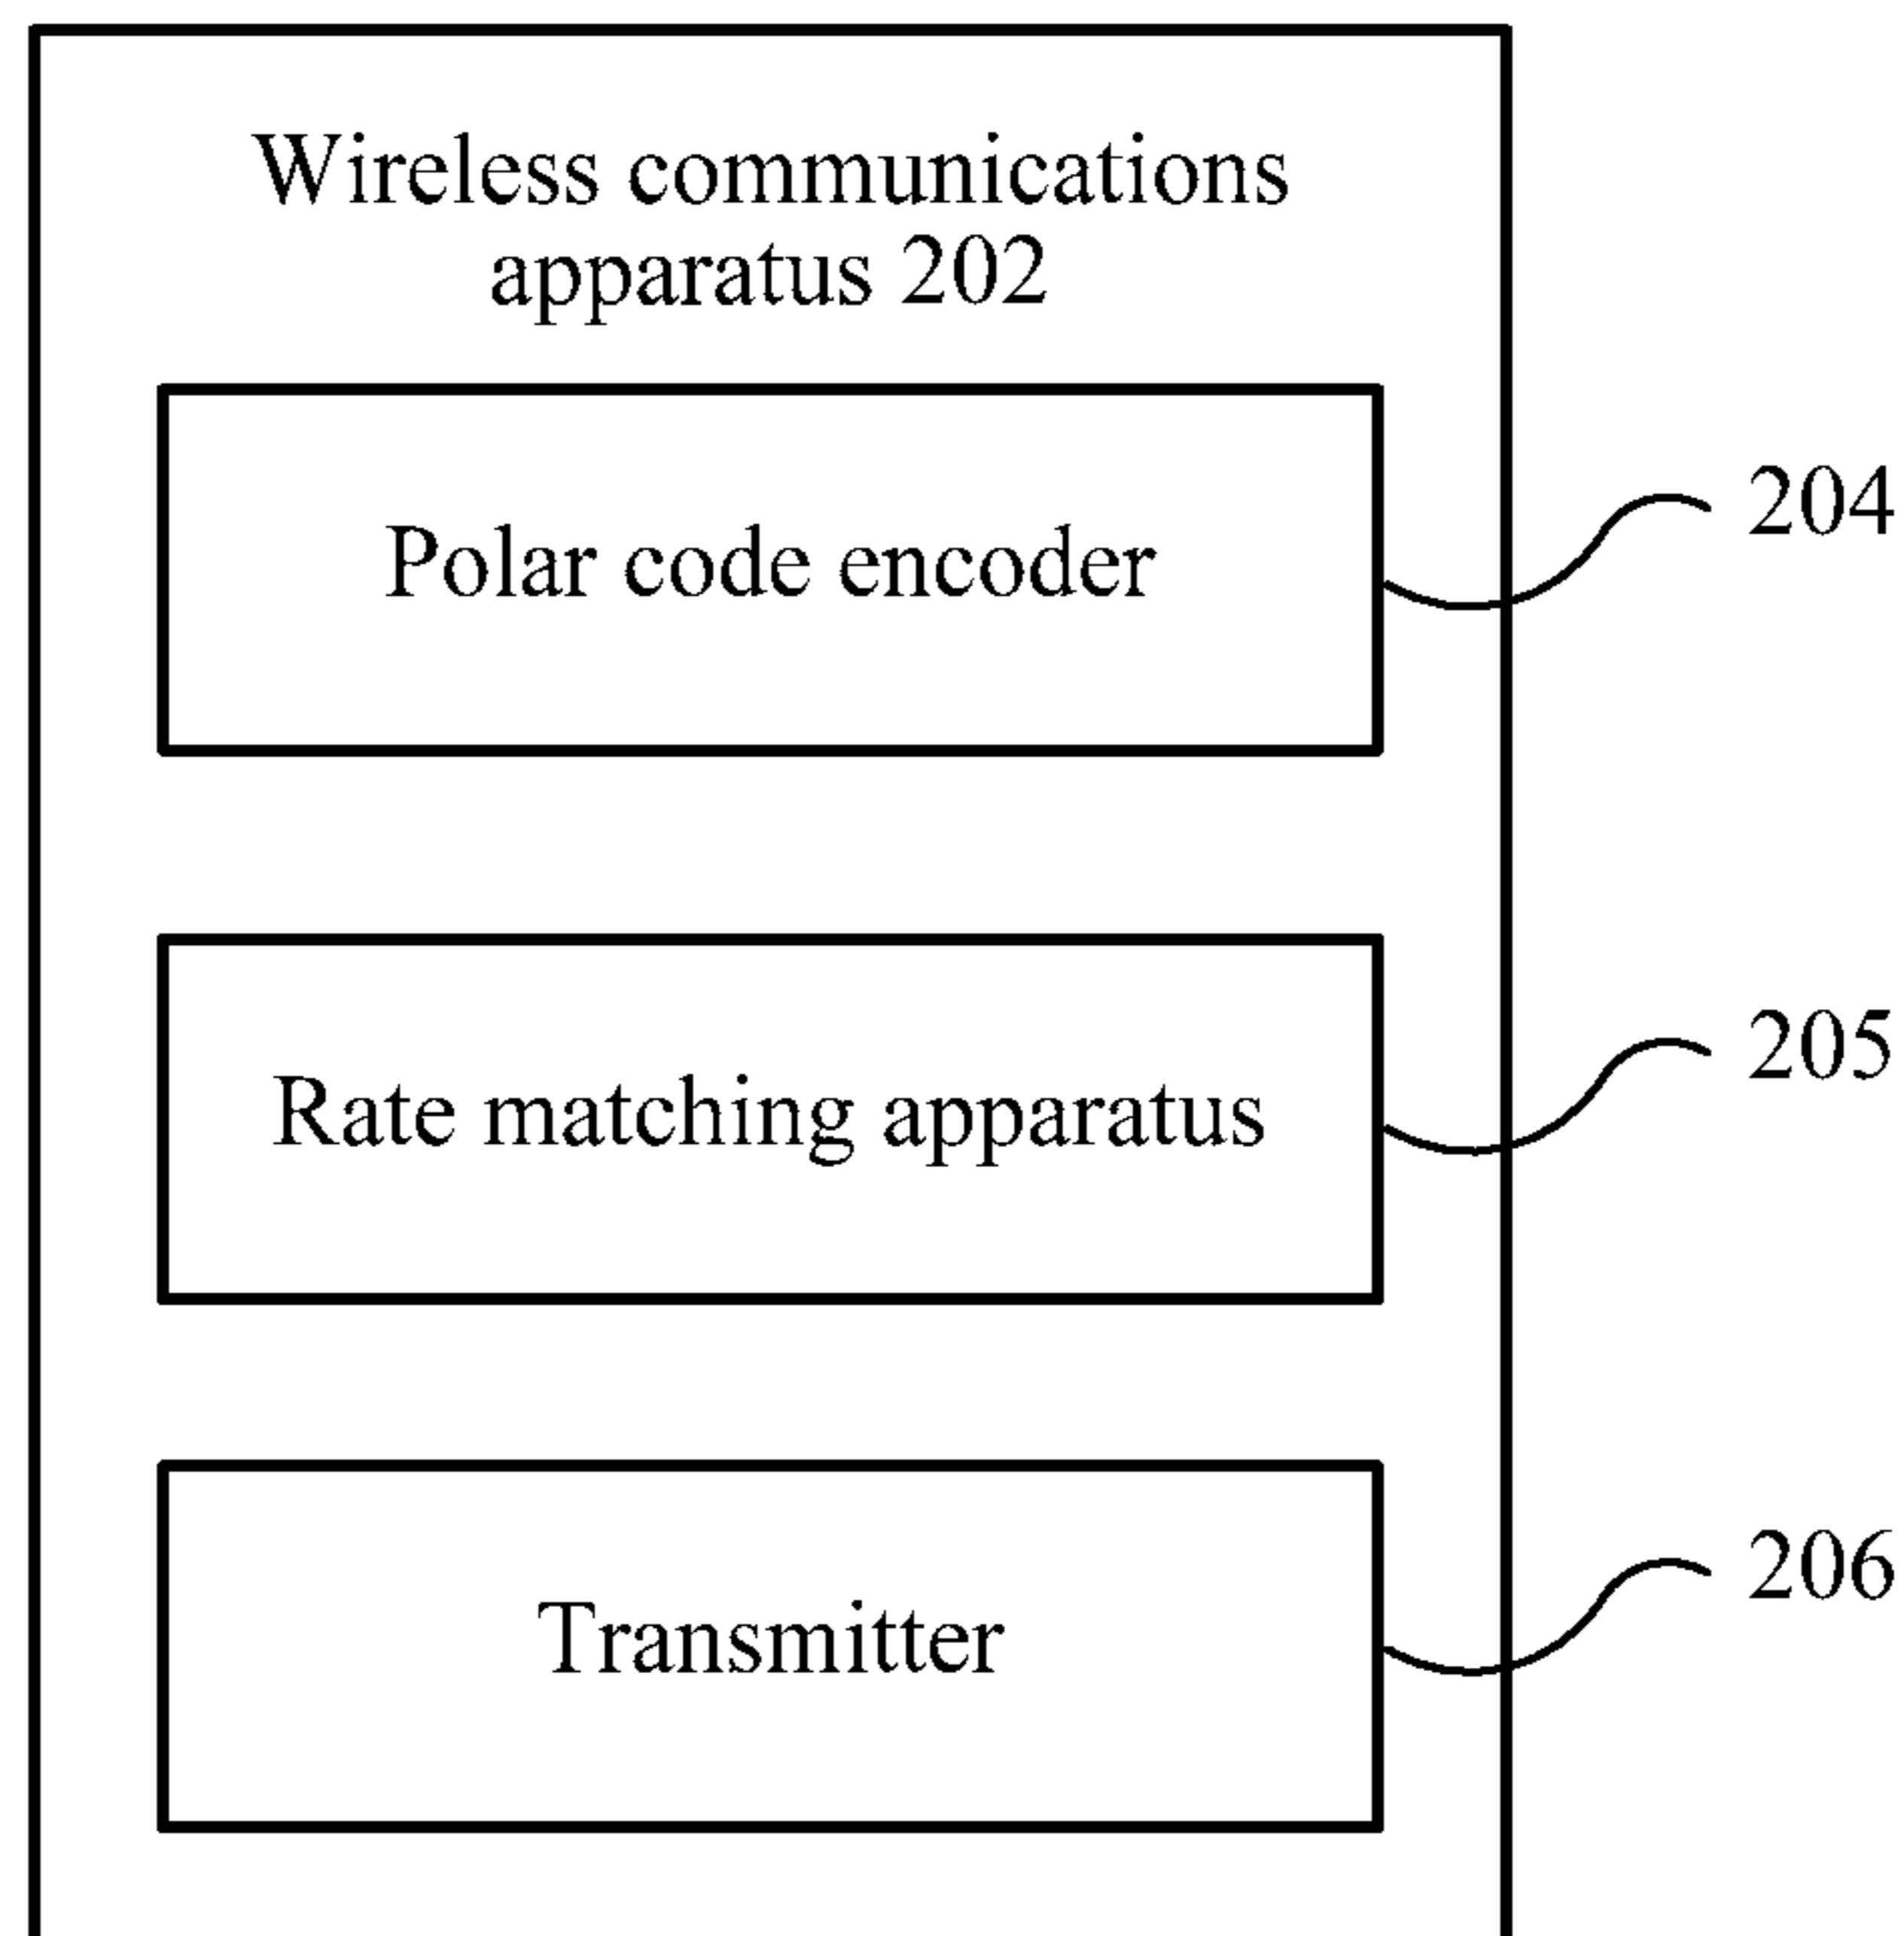 Wireless communications
apparatus 202
Polar code encoder
204
Rate matching apparatus
205
Transmitter
206